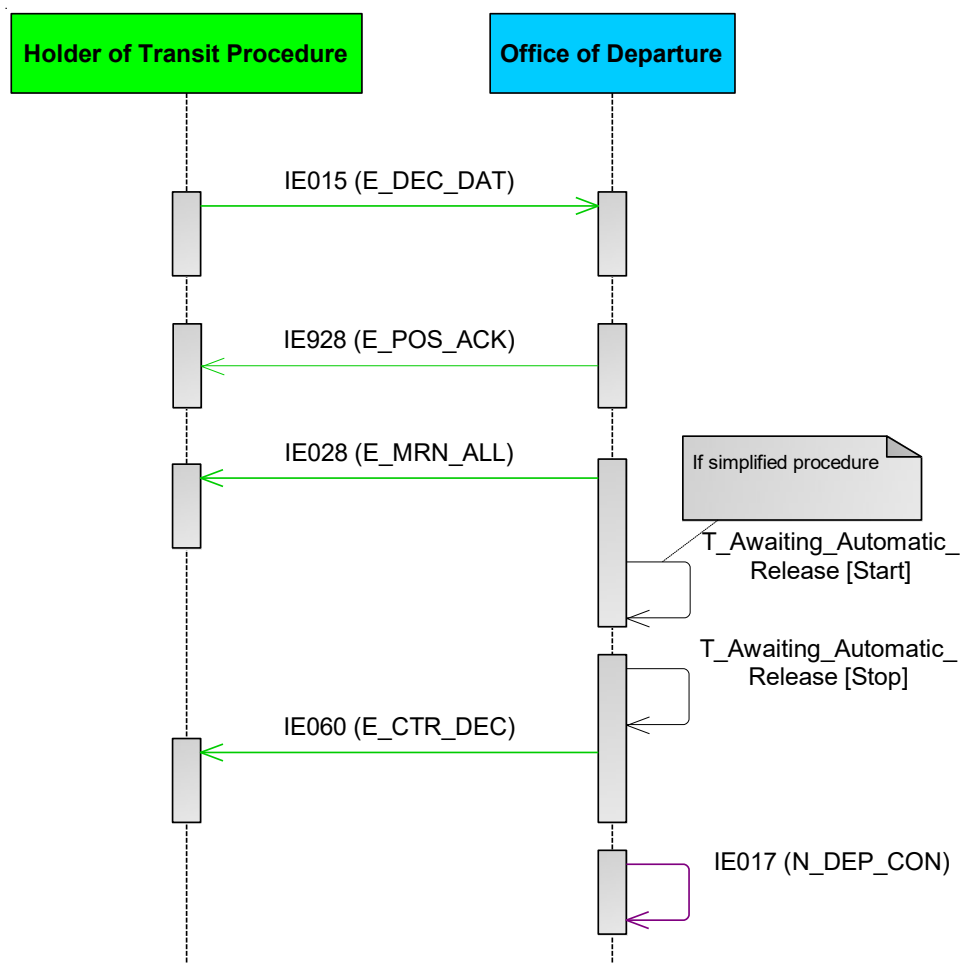 Holder of Transit Procedure
Office of Departure
IE015 (E_DEC_DAT)
IE928 (E_POS_ACK)
IE028 (E_MRN_ALL)
If simplified procedure
T_Awaiting_Automatic_
Release [Start]
T_Awaiting_Automatic_
Release [Stop]
IE060 (E_CTR_DEC)
IE017 (N_DEP_CON)